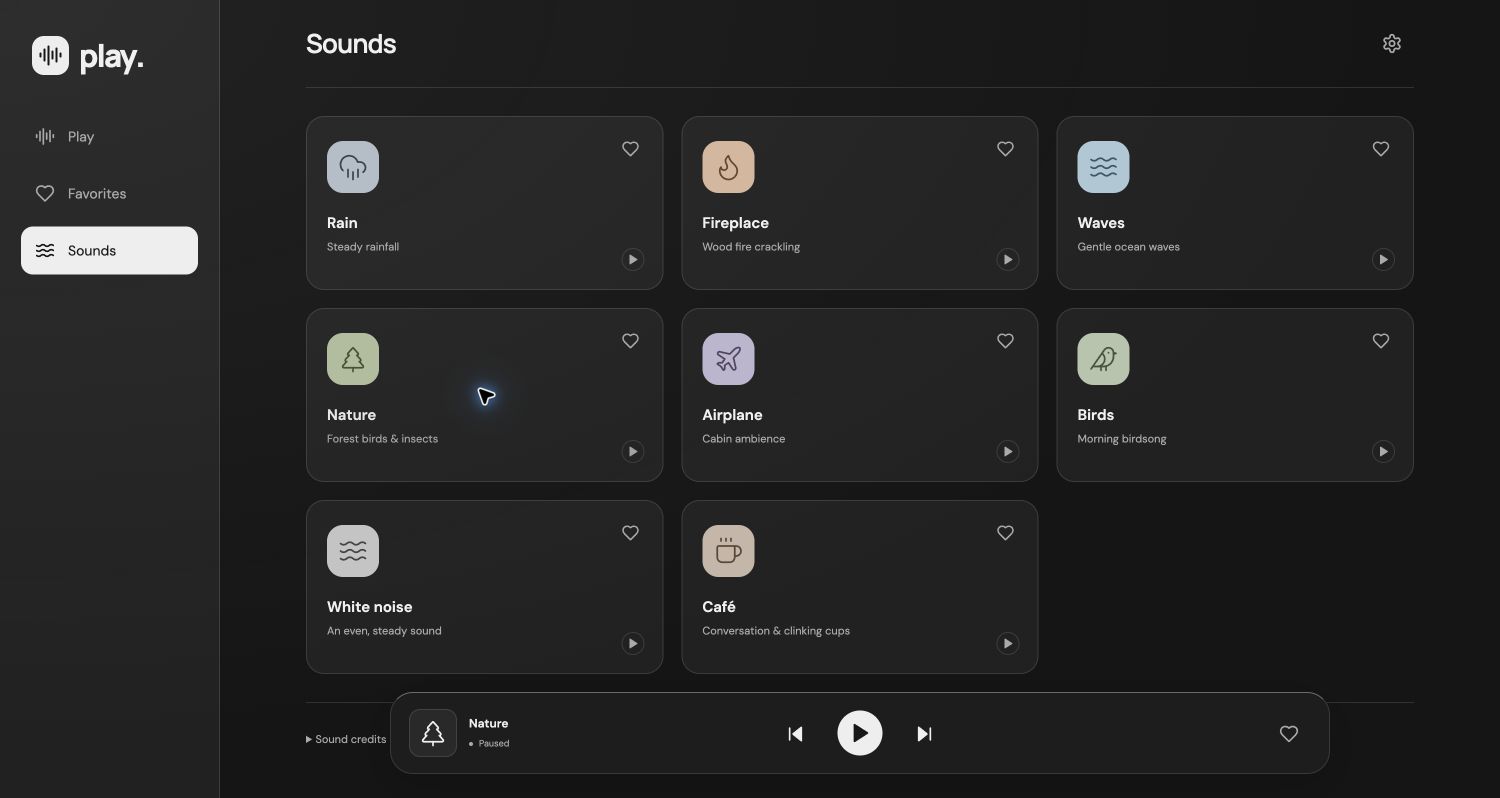 play.
Play
Favorites
Sounds
Sounds
Rain
Steady rainfall
Fireplace
Wood fire crackling
Waves
Gentle ocean waves
Nature
Forest birds & insects
Airplane
Cabin ambience
Birds
Morning birdsong
White noise
An even, steady sound
Café
Conversation & clinking cups
Sound credits
Nature
Paused